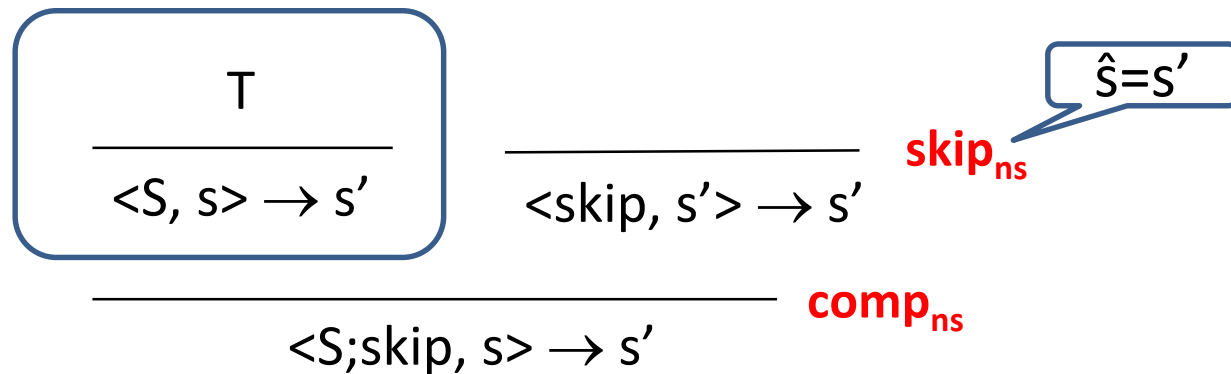 ŝ=s’
T
skipₙₛ
<S, s> → s’
<skip, s’> → s’
compₙₛ
<S;skip, s> → s’